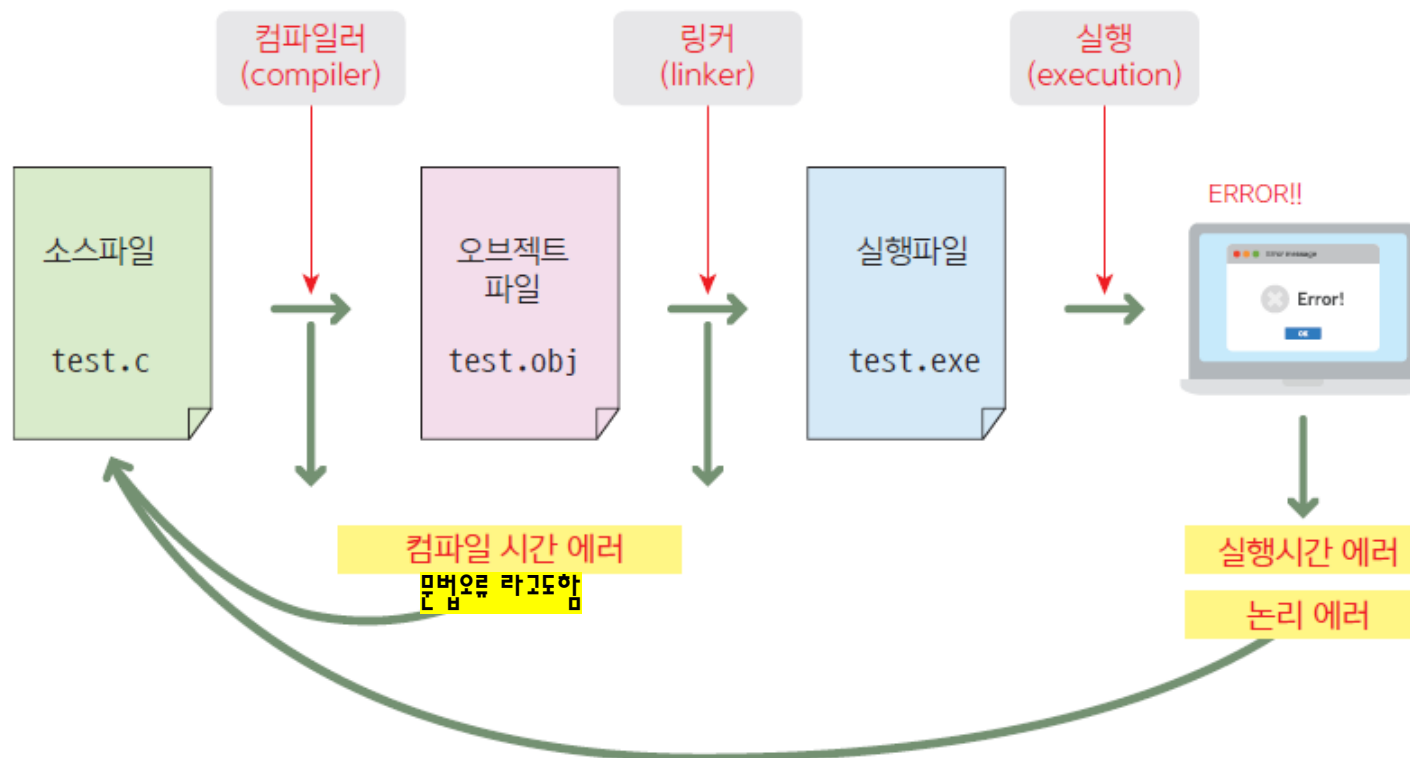 컴파일러
(compiler)
링커
(linker)
실행
(execution)
소스파일
test.c
오브젝트
파일
test.obj
실행파일
test.exe
ERROR!!
Error message
Error!
OK
컴파일 시간 에러
문법오류 라고도함
실행시간 에러
논리 에러